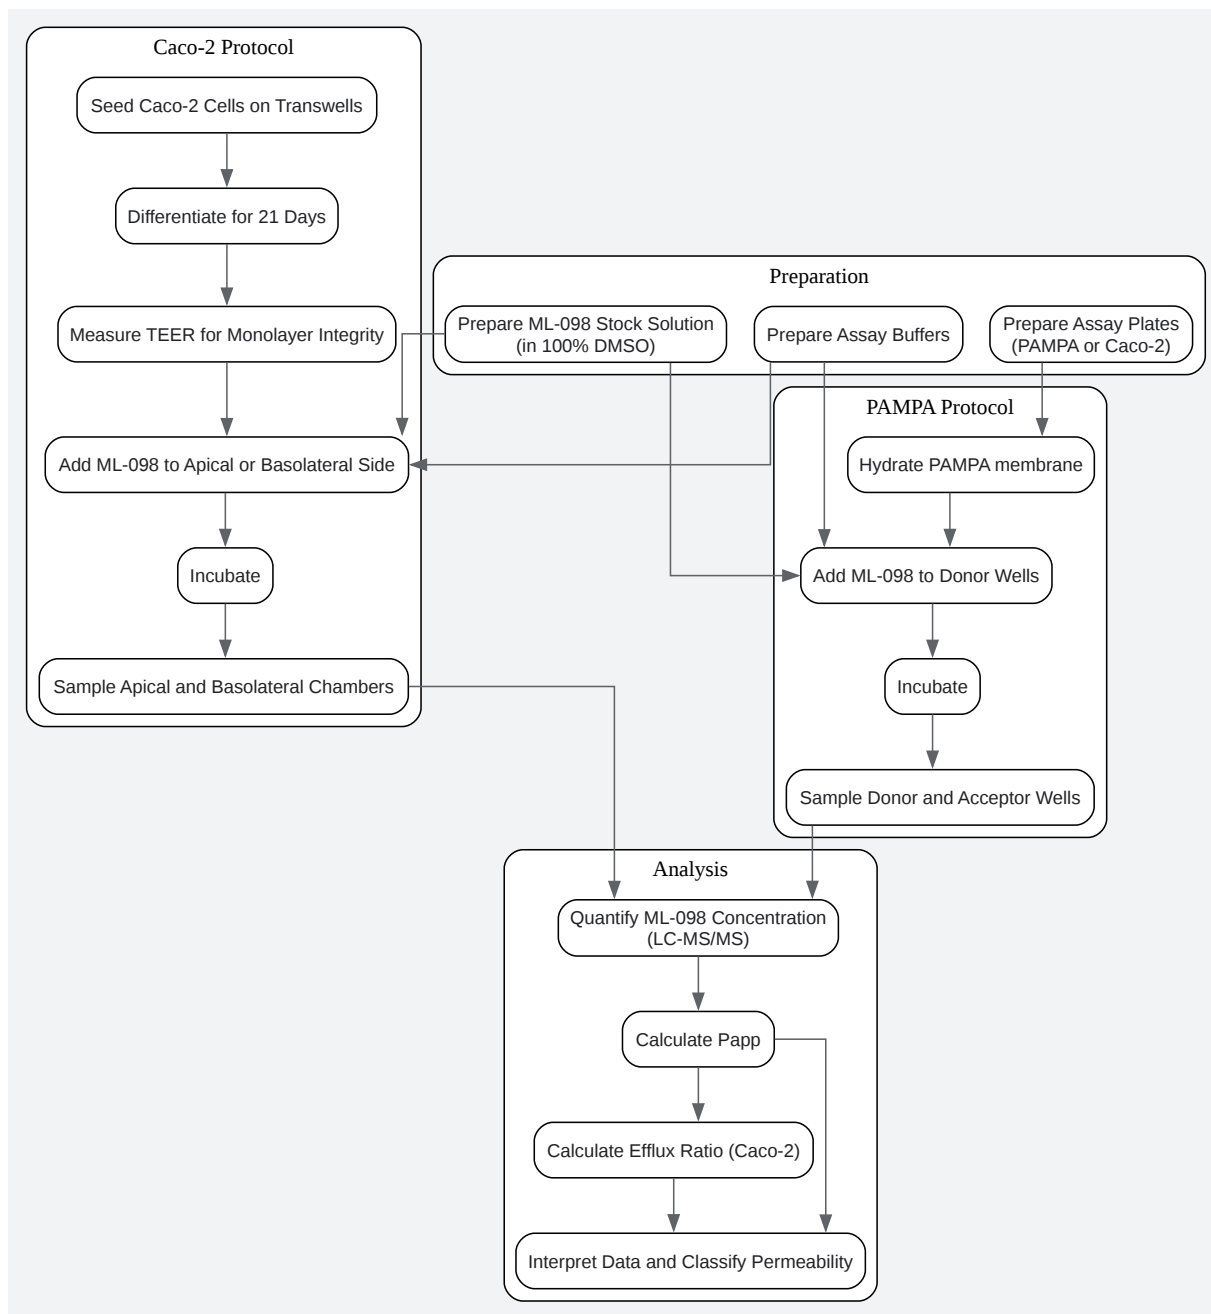 Caco-2 Protocol
Seed Caco-2 Cells on Transwells
Differentiate for 21 Days
Measure TEER for Monolayer Integrity
Add ML-098 to Apical or Basolateral Side
Incubate
Sample Apical and Basolateral Chambers
Preparation
Prepare ML-098 Stock Solution
(in 100% DMSO)
Prepare Assay Buffers
Prepare Assay Plates
(PAMPA or Caco-2)
PAMPA Protocol
Hydrate PAMPA membrane
Add ML-098 to Donor Wells
Incubate
Sample Donor and Acceptor Wells
Analysis
Quantify ML-098 Concentration
(LC-MS/MS)
Calculate Papp
Calculate Efflux Ratio (Caco-2)
Interpret Data and Classify Permeability